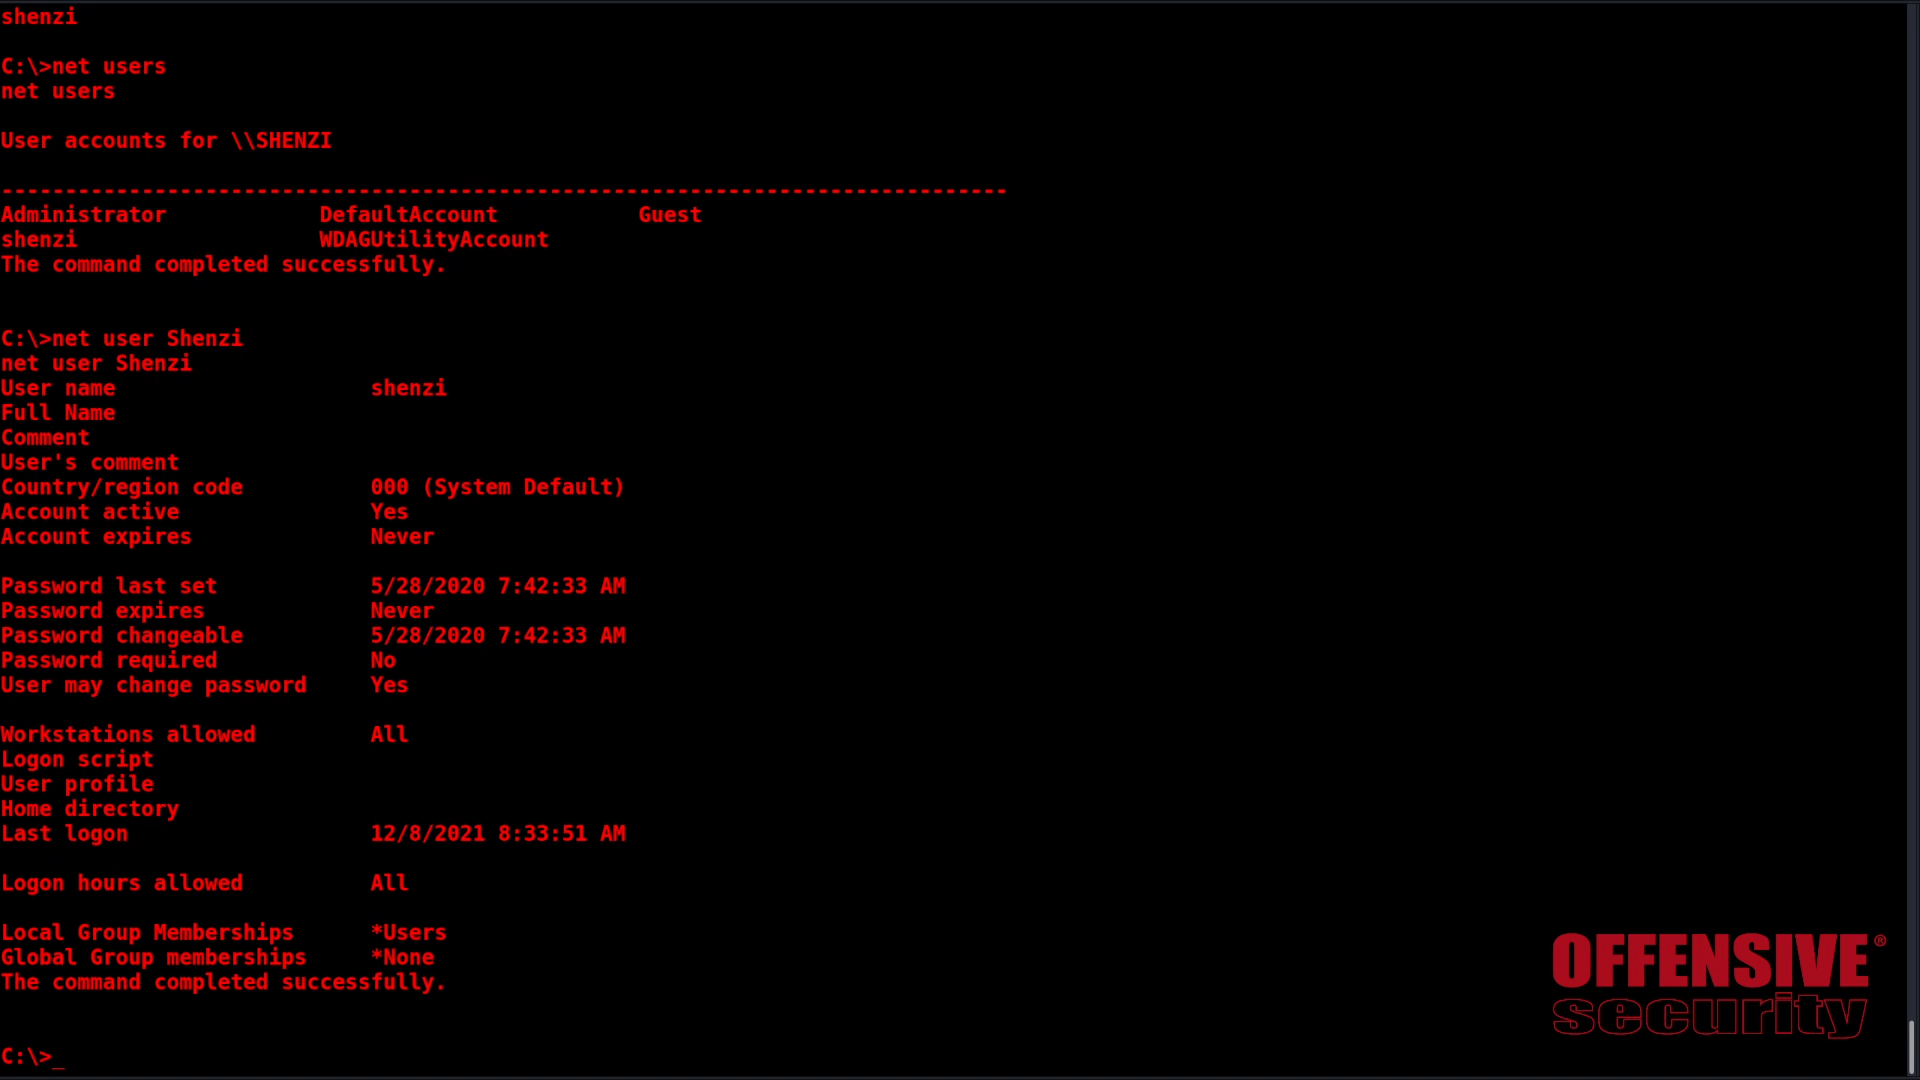 shenzi
C:\>net users
net users
User accounts for \\SHENZI
-------------------------------------------------------------------------------
Administrator            DefaultAccount           Guest
shenzi                   WDAGUtilityAccount
The command completed successfully.
C:\>net user Shenzi
net user Shenzi
User name                    shenzi
Full Name
Comment
User's comment
Country/region code          000 (System Default)
Account active               Yes
Account expires              Never
Password last set            5/28/2020 7:42:33 AM
Password expires             Never
Password changeable          5/28/2020 7:42:33 AM
Password required            No
User may change password     Yes
Workstations allowed         All
Logon script
User profile
Home directory
Last logon                   12/8/2021 8:33:51 AM
Logon hours allowed          All
Local Group Memberships      *Users
Global Group memberships     *None
The command completed successfully.
C:\>_
OFFENSIVE®
security